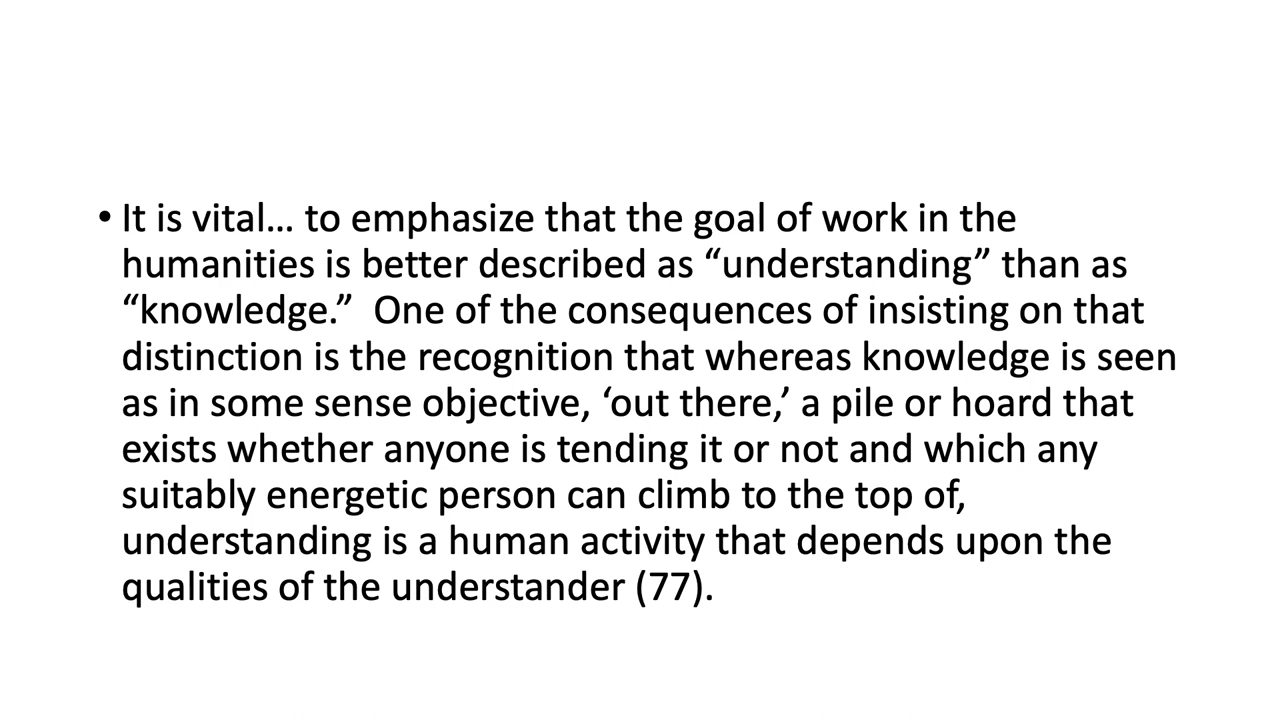 • It is vital… to emphasize that the goal of work in the
humanities is better described as “understanding” than as
“knowledge.”  One of the consequences of insisting on that
distinction is the recognition that whereas knowledge is seen
as in some sense objective, ‘out there,’ a pile or hoard that
exists whether anyone is tending it or not and which any
suitably energetic person can climb to the top of,
understanding is a human activity that depends upon the
qualities of the understander (77).